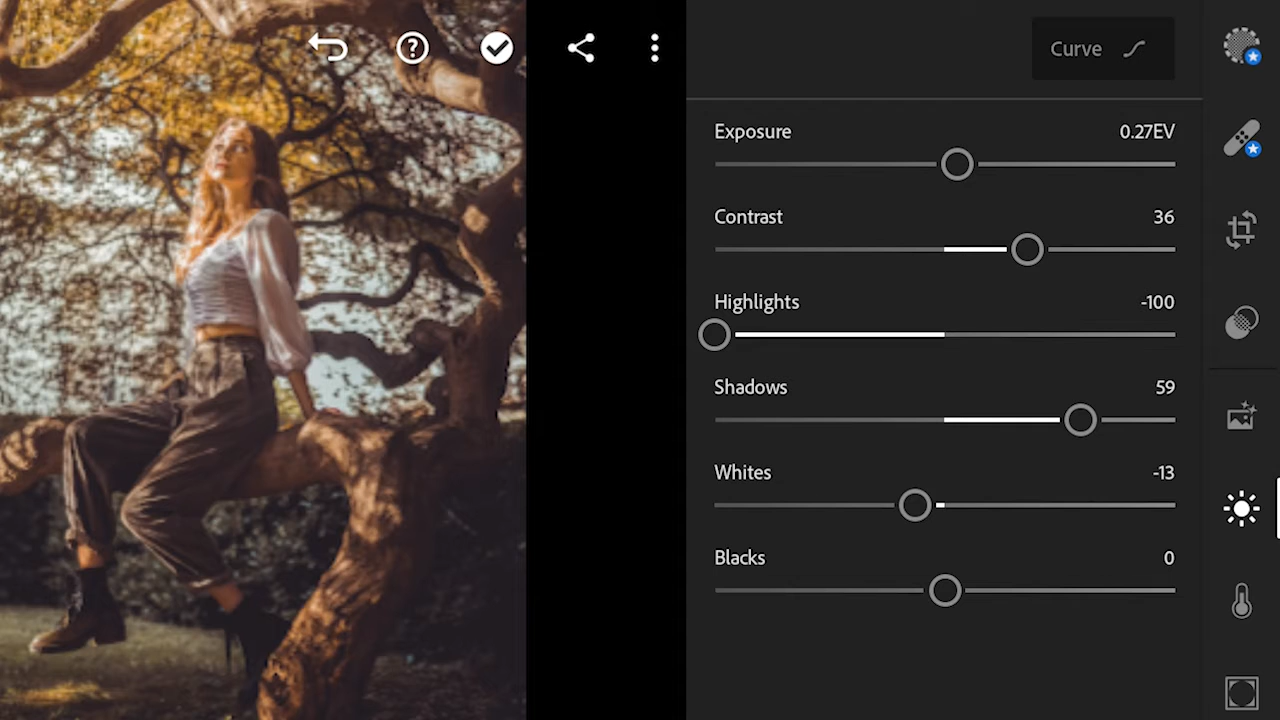 Curve
Exposure 0.27EV
Contrast 36
Highlights -100
Shadows 59
Whites -13
Blacks 0